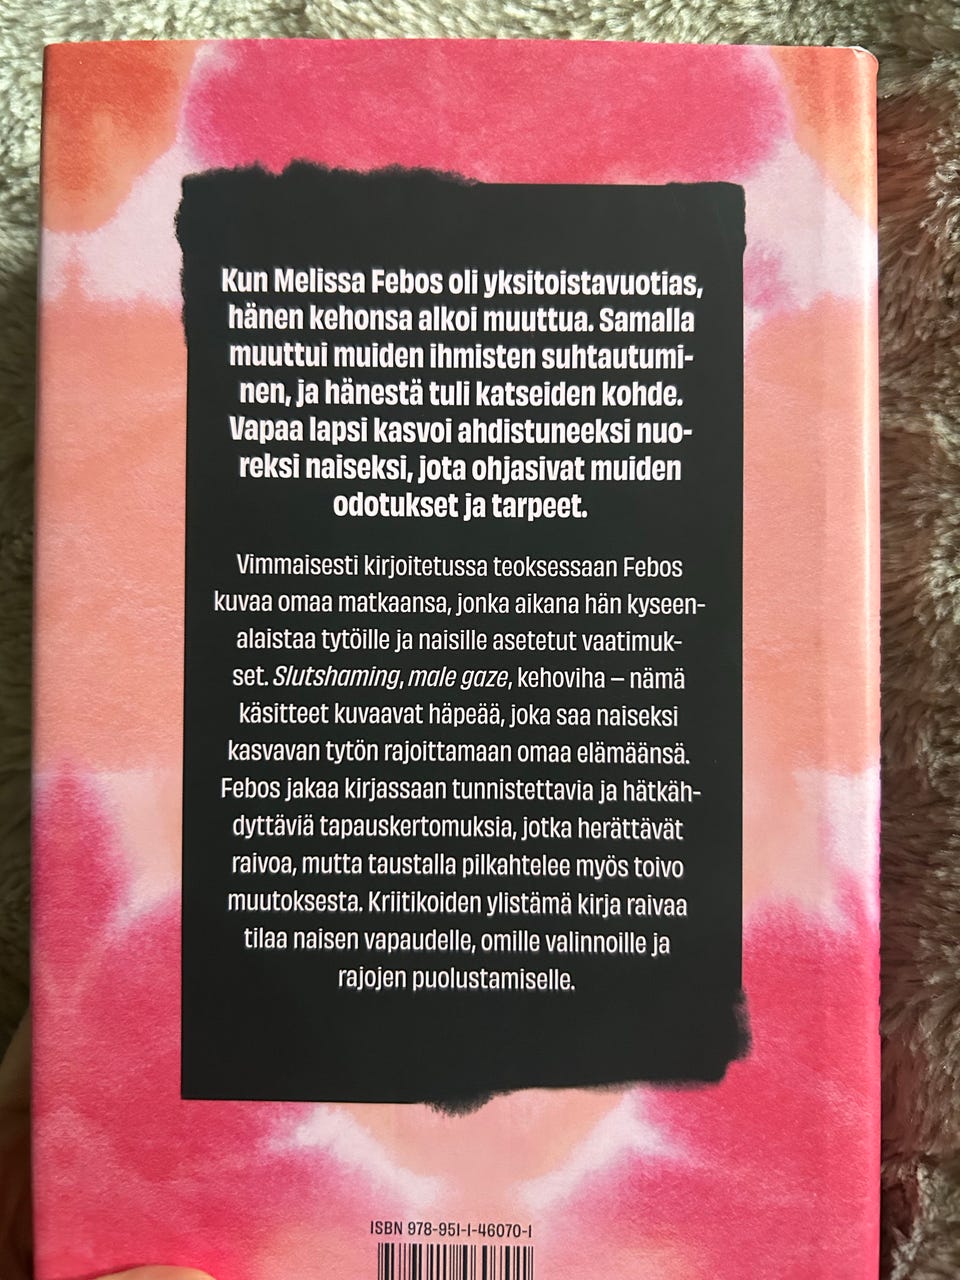 Kun Melissa Febos oli yksitoistavuotias,
hänen kehonsa alkoi muuttua. Samalla
muuttui muiden ihmisten suhtautumi-
nen, ja hänestä tuli katseiden kohde.
Vapaa lapsi kasvoi ahdistuneeksi nuo-
reksi naiseksi, jota ohjasivat muiden
odotukset ja tarpeet.
Vimmaisesti kirjoitetussa teoksessaan Febos
kuvaa omaa matkaansa, jonka aikana hän kyseen-
alaistaa tytöille ja naisille asetetut vaatimuk-
set. Slutshaming, male gaze, kehoviha – nämä
käsitteet kuvaavat häpeää, joka saa naiseksi
kasvavan tytön rajoittamaan omaa elämäänsä.
Febos jakaa kirjassaan tunnistettavia ja hätkäh-
dyttäviä tapauskertomuksia, jotka herättävät
raivoa, mutta taustalla pilkahtelee myös toivo
muutoksesta. Kriitikoiden ylistämä kirja raivaa
tilaa naisen vapaudelle, omille valinnoille ja
rajojen puolustamiselle.
ISBN 978-951-1-46070-1